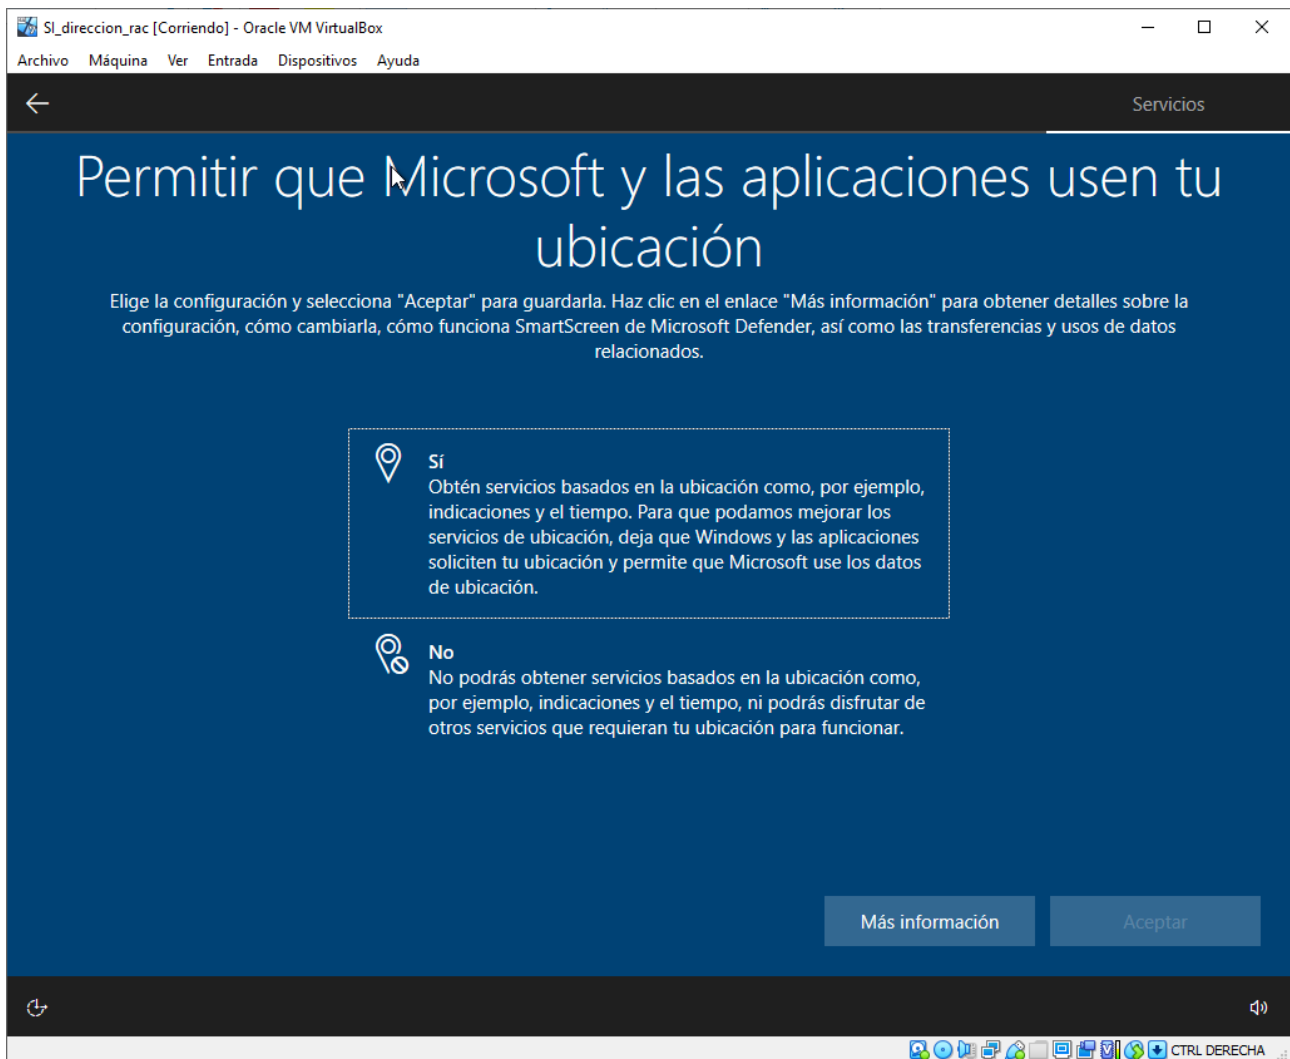 SI_direccion_rac [Corriendo] - Oracle VM VirtualBox
Archivo Máquina Ver Entrada Dispositivos Ayuda
Servicios
Permitir que Microsoft y las aplicaciones usen tu
ubicación
Elige la configuración y selecciona "Aceptar" para guardarla. Haz clic en el enlace "Más información" para obtener detalles sobre la
configuración, cómo cambiarla, cómo funciona SmartScreen de Microsoft Defender, así como las transferencias y usos de datos
relacionados.
Sí
Obtén servicios basados en la ubicación como, por ejemplo,
indicaciones y el tiempo. Para que podamos mejorar los
servicios de ubicación, deja que Windows y las aplicaciones
soliciten tu ubicación y permite que Microsoft use los datos
de ubicación.
No
No podrás obtener servicios basados en la ubicación como,
por ejemplo, indicaciones y el tiempo, ni podrás disfrutar de
otros servicios que requieran tu ubicación para funcionar.
Más información
Aceptar
CTRL DERECHA